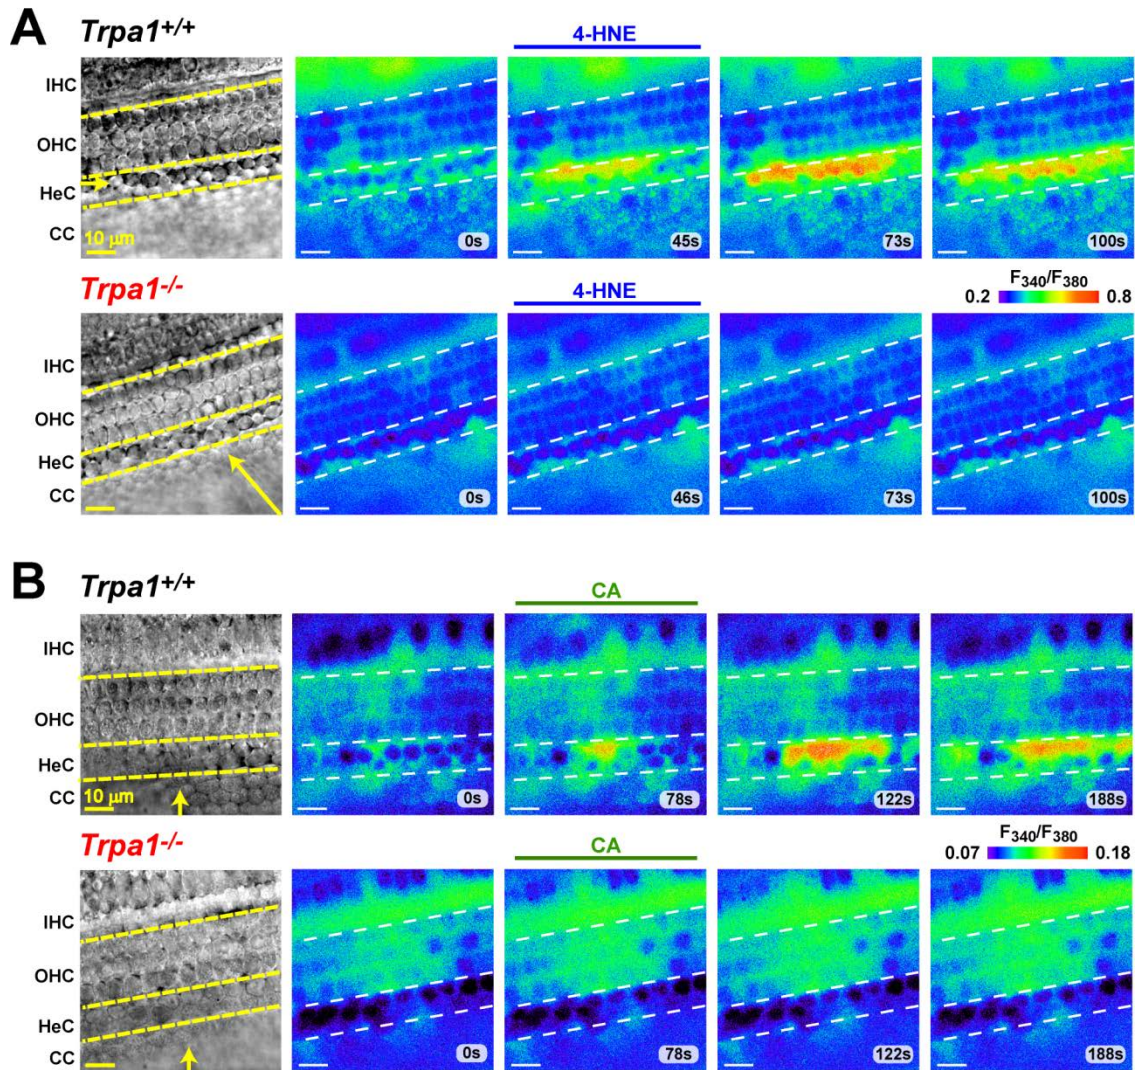 A
Trpa1+/+
4-HNE
IHC
OHC
HeC
CC
10 μm
0s
45s
73s
100s
Trpa1-/-
4-HNE
F340/F380
0.2
0.8
IHC
OHC
HeC
CC
0s
46s
73s
100s
B
Trpa1+/+
CA
IHC
OHC
HeC
CC
10 μm
0s
78s
122s
188s
Trpa1-/-
CA
F340/F380
0.07
0.18
IHC
OHC
HeC
CC
0s
78s
122s
188s